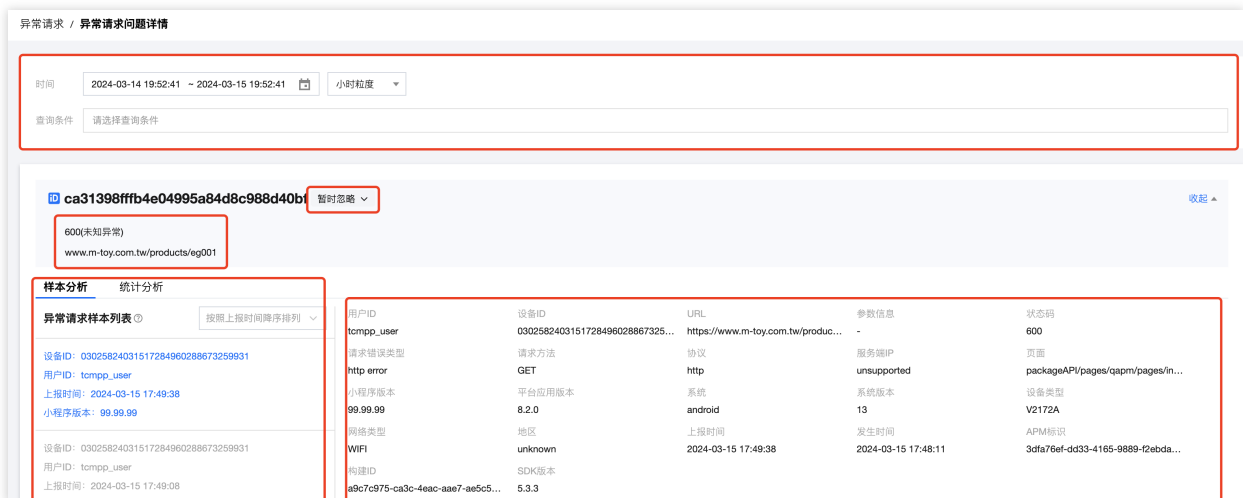 异常请求 / 异常请求问题详情
时间 2024-03-14 19:52:41 ~ 2024-03-15 19:52:41 小时粒度
查询条件 请选择查询条件
ID ca31398fffb4e04995a84d8c988d40bf 暂时忽略 收起
600(未知异常)
www.m-toy.com.tw/products/eg001
样本分析 统计分析
异常请求样本列表 按照上报时间降序排列
设备ID: 03025824031517284960288673259931
用户ID: tcmpp_user
上报时间: 2024-03-15 17:49:38
小程序版本: 99.99.99
设备ID: 03025824031517284960288673259931
用户ID: tcmpp_user
上报时间: 2024-03-15 17:49:08
用户ID 设备ID URL 参数信息 状态码
tcmpp_user 0302582403151728496028867325... https://www.m-toy.com.tw/produc... - 600
请求错误类型 请求方法 协议 服务端IP 页面
http error GET http unsupported packageAPI/pages/qapm/pages/in...
小程序版本 平台应用版本 系统 系统版本 设备类型
99.99.99 8.2.0 android 13 V2172A
网络类型 地区 上报时间 发生时间 APM标识
WIFI unknown 2024-03-15 17:49:38 2024-03-15 17:48:11 3dfa76ef-dd33-4165-9889-f2ebda...
构建ID SDK版本
a9c7c975-ca3c-4eac-aae7-ae5c5... 5.3.3